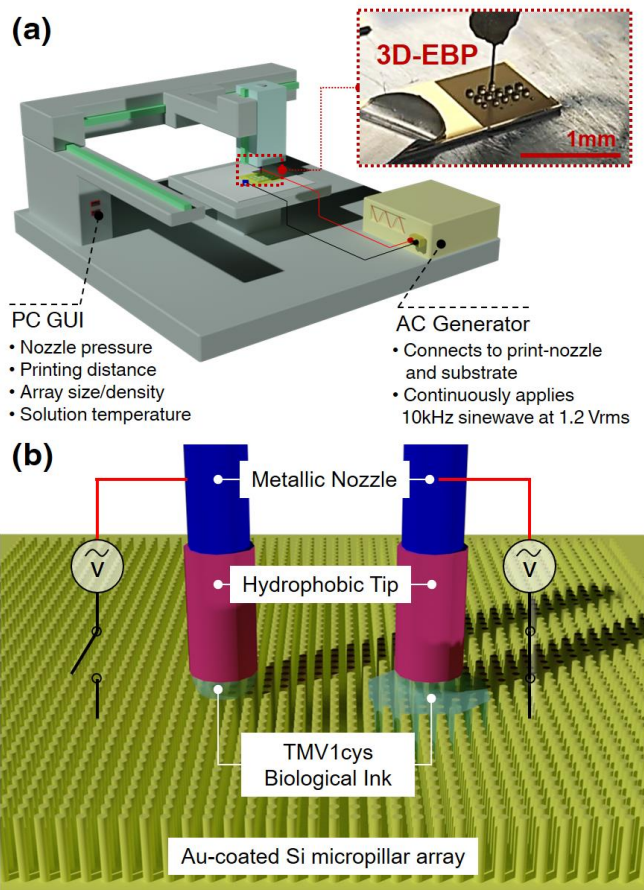 (a)
3D-EBP
1mm
PC GUI
• Nozzle pressure
• Printing distance
• Array size/density
• Solution temperature
AC Generator
• Connects to print-nozzle
and substrate
• Continuously applies
10kHz sinewave at 1.2 Vrms
(b)
Metallic Nozzle
V
V
Hydrophobic Tip
TMV1cys
Biological Ink
Au-coated Si micropillar array